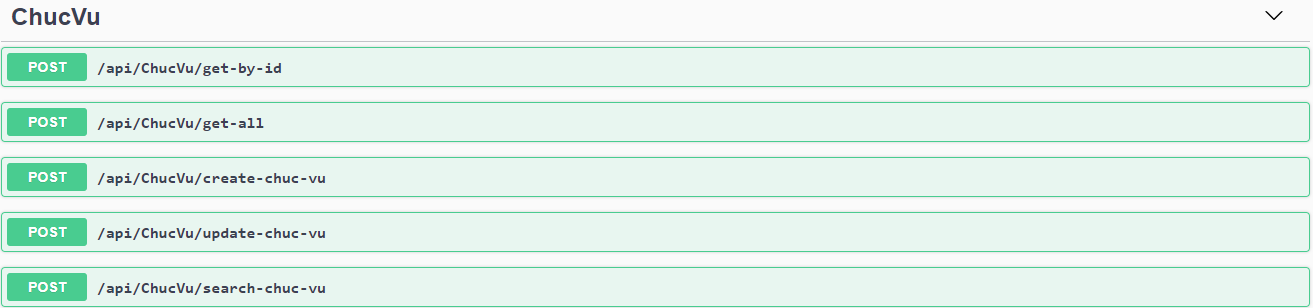 ChucVu
POST /api/ChucVu/get-by-id
POST /api/ChucVu/get-all
POST /api/ChucVu/create-chuc-vu
POST /api/ChucVu/update-chuc-vu
POST /api/ChucVu/search-chuc-vu